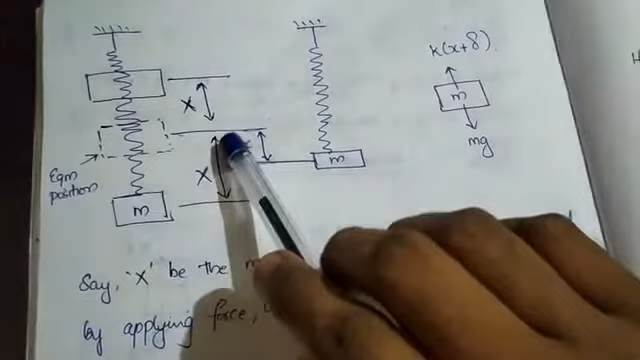 K(x+δ)
m
mg
X
Eqm
position
X
m
m
Say, 'X' be the
by applying force,